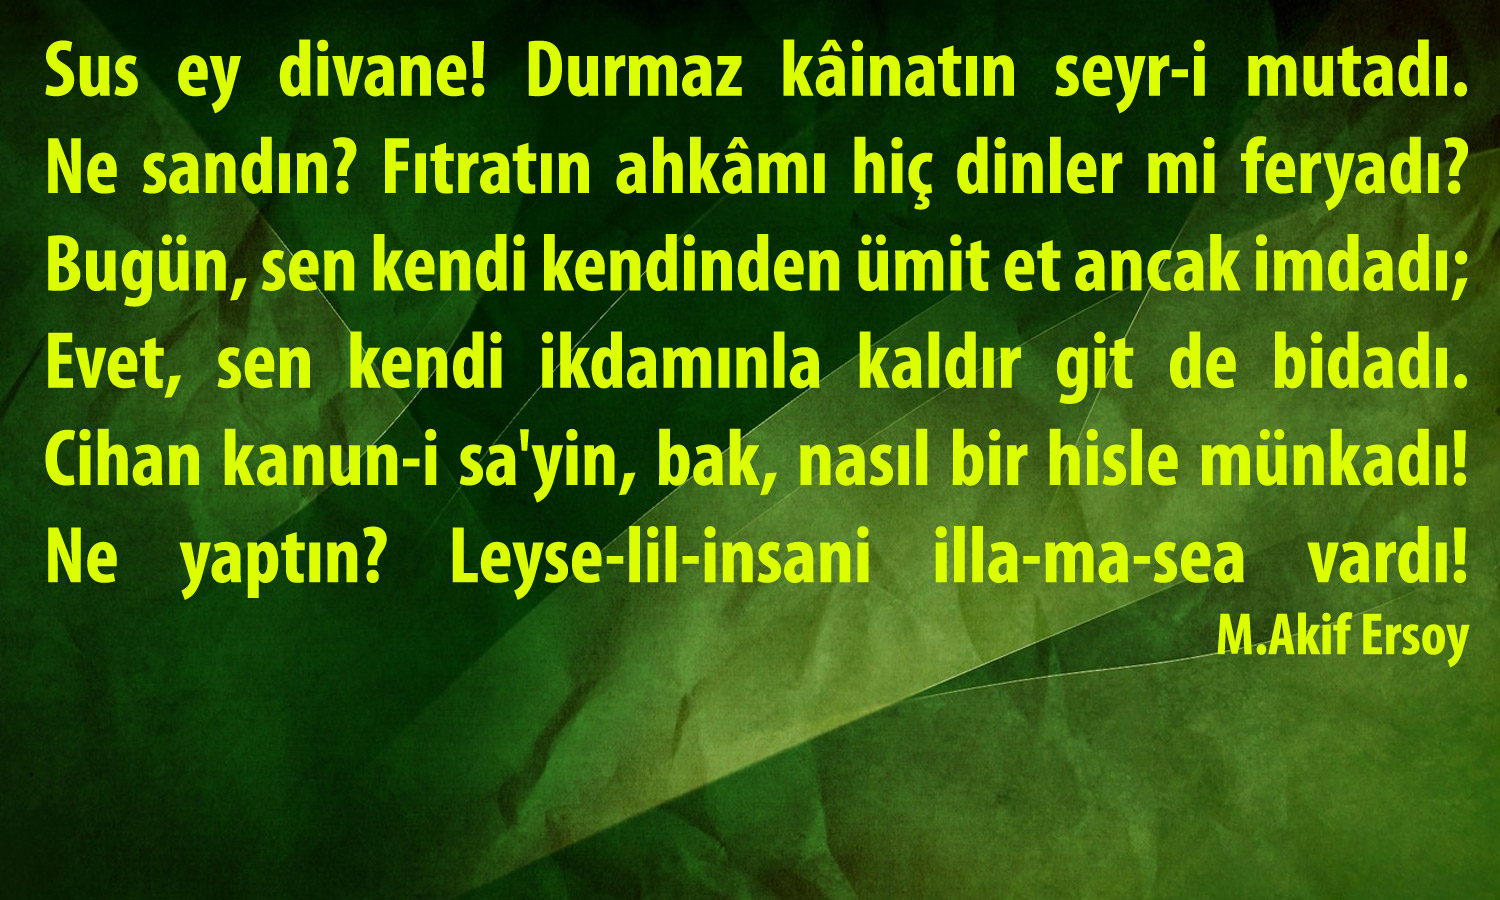 Sus ey divane! Durmaz kâinatın seyr-i mutadı.
Ne sandın? Fıtratın ahkâmı hiç dinler mi feryadı?
Bugün, sen kendi kendinden ümit et ancak imdadı;
Evet, sen kendi ikdamınla kaldır git de bidadı.
Cihan kanun-i sa'yin, bak, nasıl bir hisle münkadı!
Ne yaptın? Leyse-lil-insani illa-ma-sea vardı!
M.Akif Ersoy